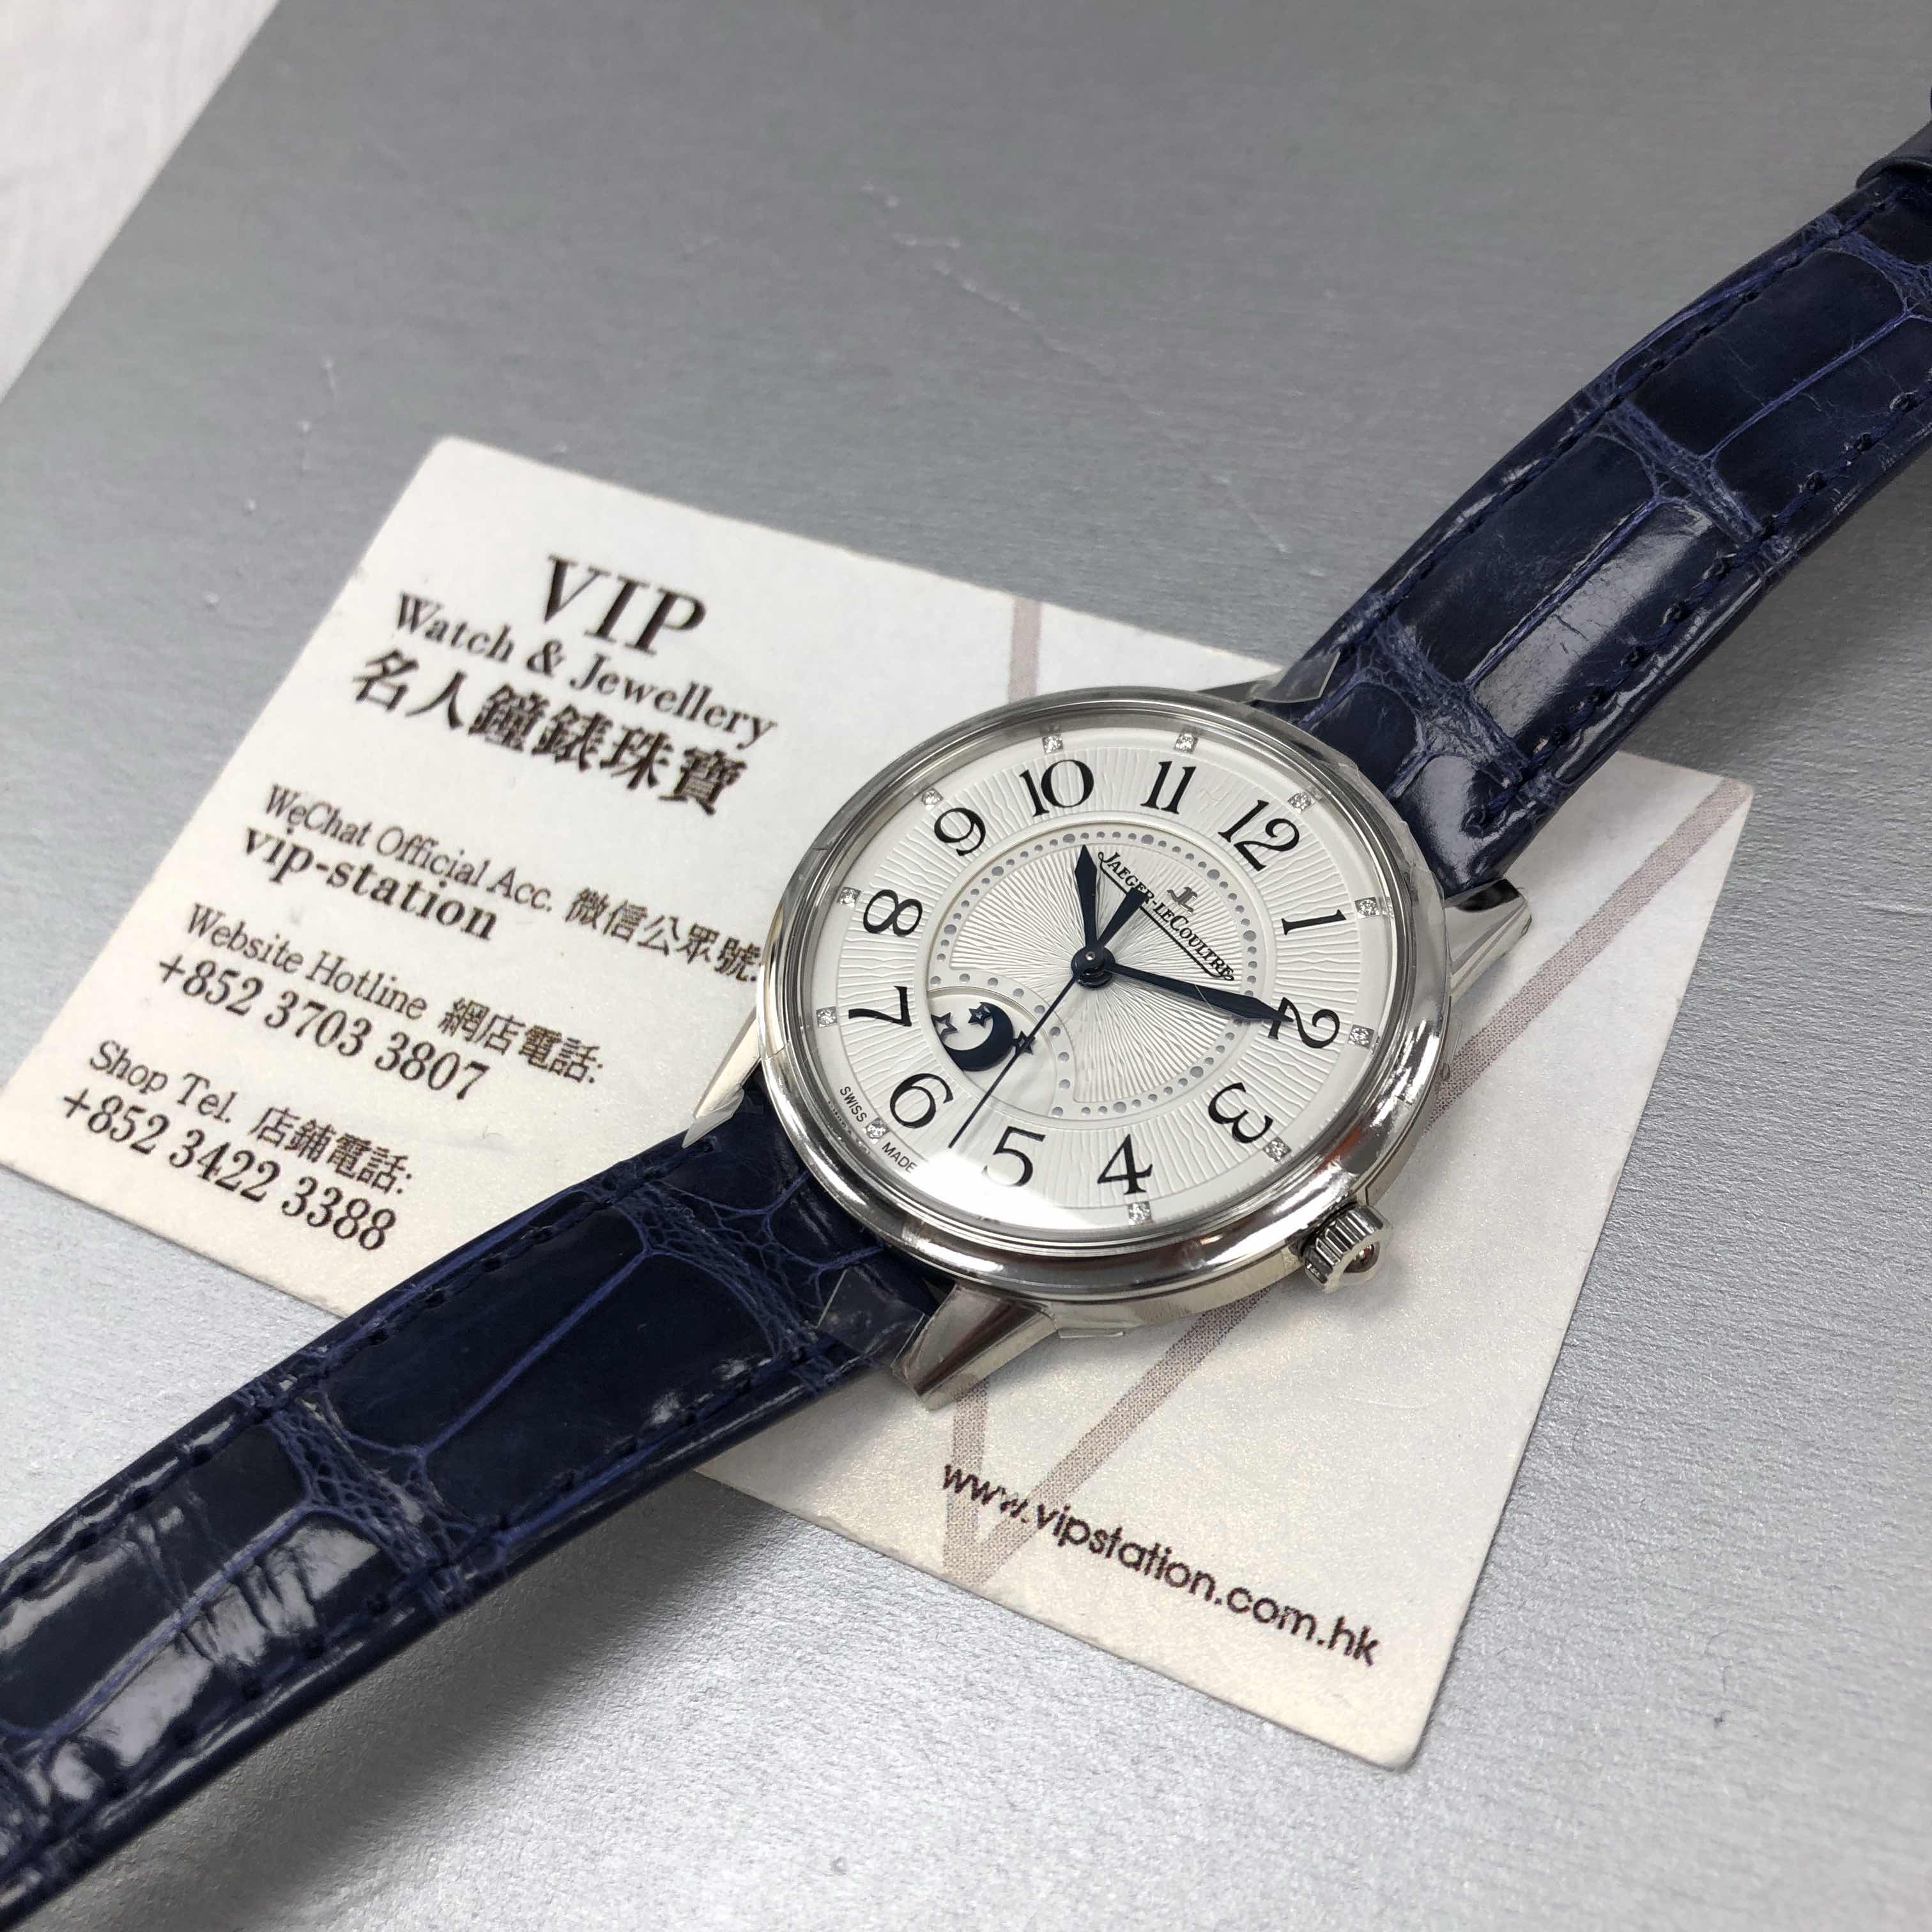 VIP
Watch & Jewellery
名人鐘錶珠寶
WeChat Official Acc. 微信公眾號:
vip-station
Website Hotline 網店電話:
+852 3703 3807
Shop Tel. 店鋪電話:
+852 3422 3388
www.vipstation.com.hk
JL
JAEGER-LECOULTRE
12
1
2
3
4
5
6
7
8
9
10
11
SWISS MADE